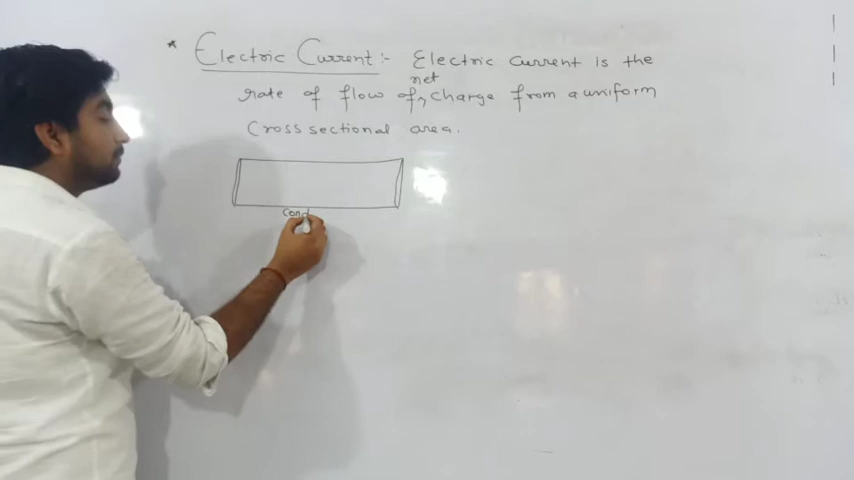 * Electric Current :- Electric Current is the
rate of flow of net charge from a uniform
Cross sectional area.
Cond